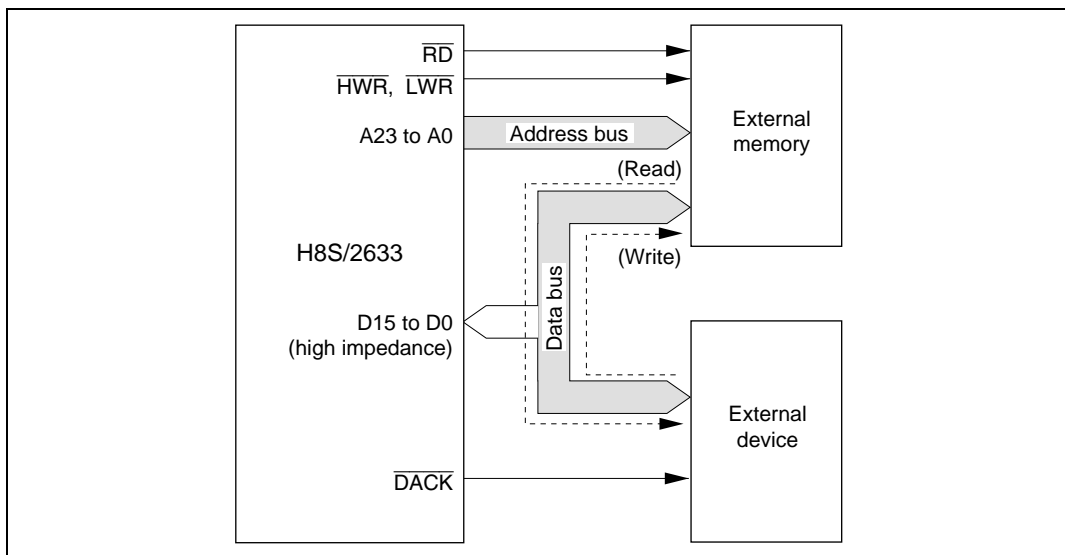 RD
HWR, LWR
A23 to A0
Address bus
External
memory
(Read)
H8S/2633
(Write)
Data bus
D15 to D0
(high impedance)
External
device
DACK